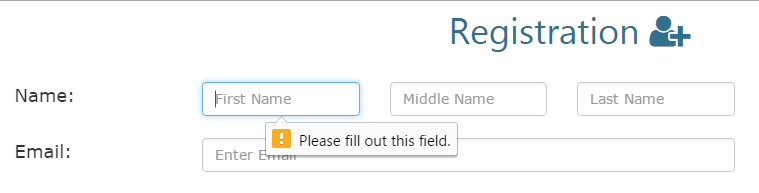 Registration
Name: First Name Middle Name Last Name
Please fill out this field.
Email: Enter Email